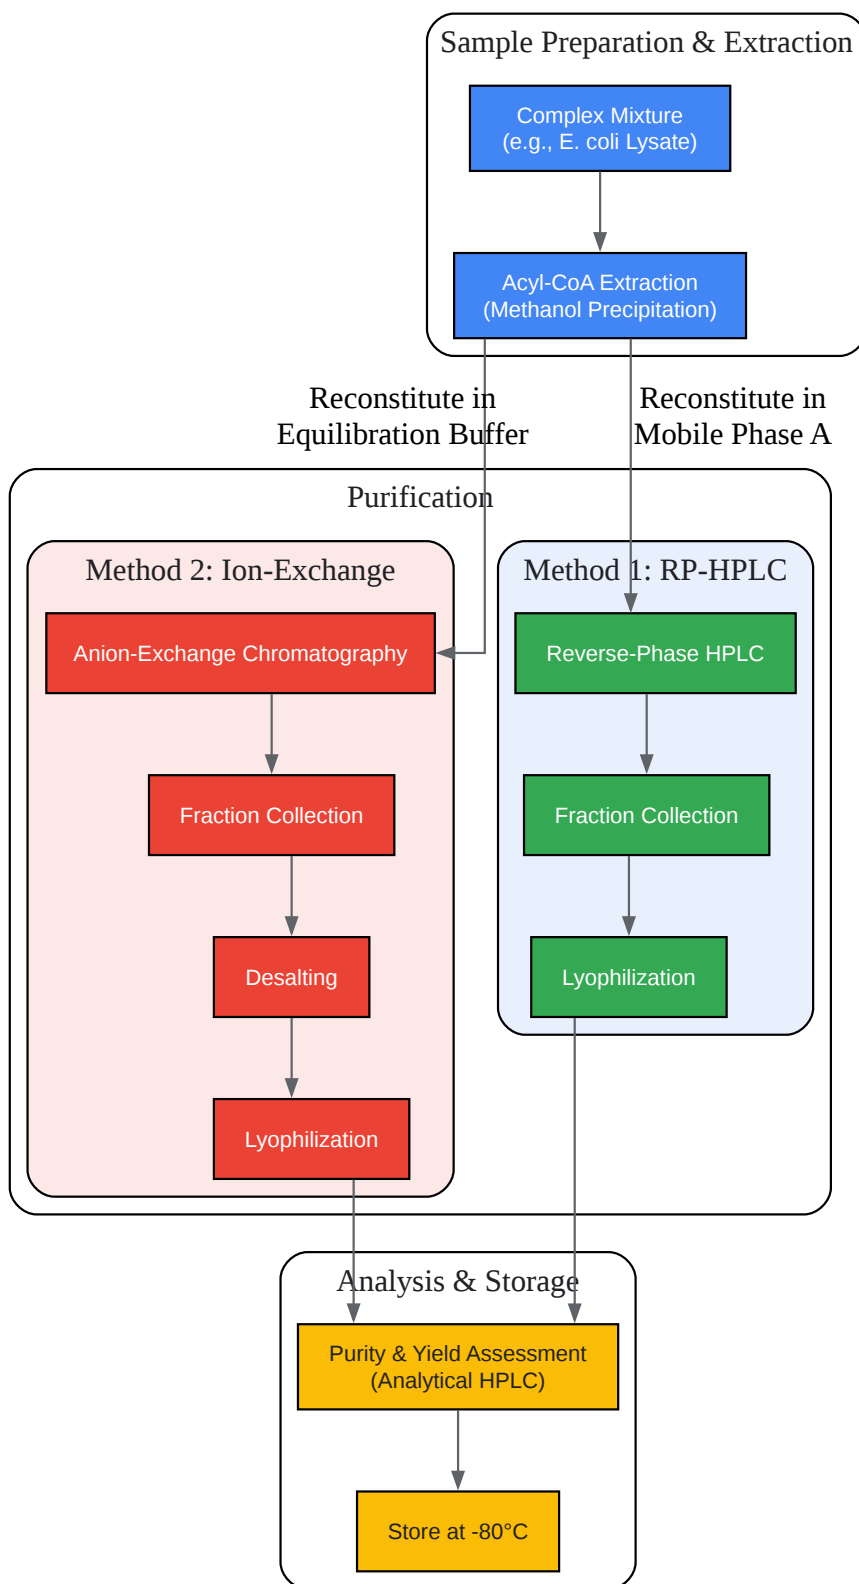 Sample Preparation & Extraction
Complex Mixture
(e.g., E. coli Lysate)
Acyl-CoA Extraction
(Methanol Precipitation)
Reconstitute in
Equilibration Buffer
Reconstitute in
Mobile Phase A
Purification
Method 2: Ion-Exchange
Anion-Exchange Chromatography
Fraction Collection
Desalting
Lyophilization
Method 1: RP-HPLC
Reverse-Phase HPLC
Fraction Collection
Lyophilization
Analysis & Storage
Purity & Yield Assessment
(Analytical HPLC)
Store at -80°C